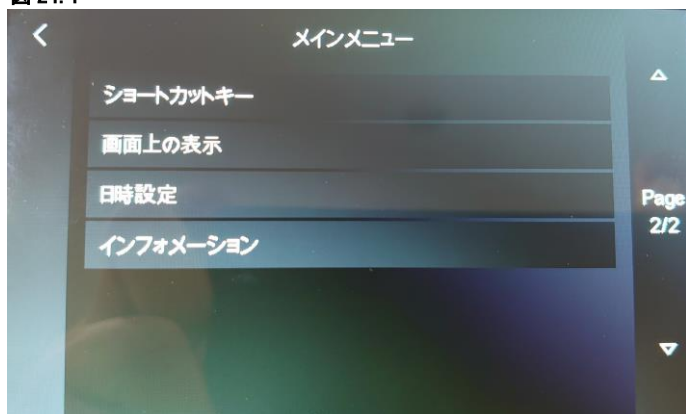 メインメニュー
ショートカットキー
画面上の表示
日時設定
インフォメーション
Page
2/2